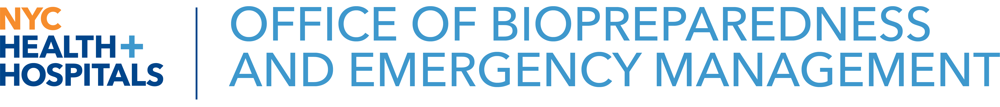 NYC
HEALTH+
HOSPITALS
OFFICE OF BIOPREPAREDNESS
AND EMERGENCY MANAGEMENT